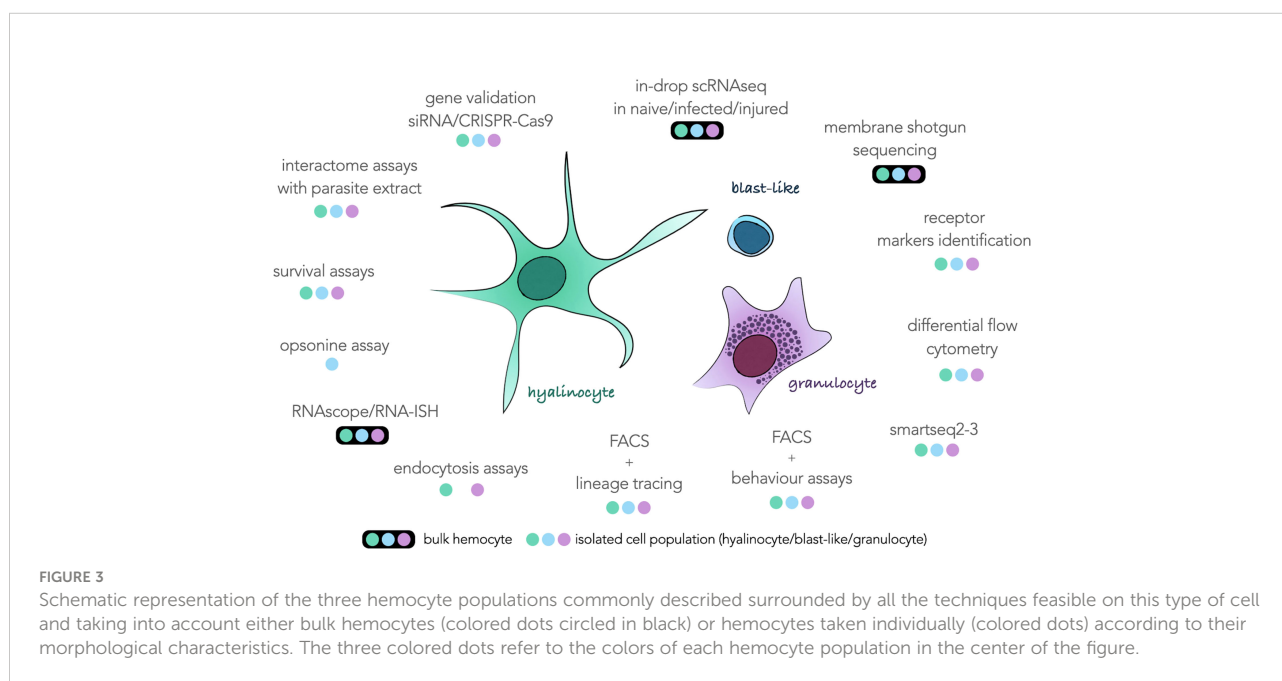 gene validation
siRNA/CRISPR-Cas9
in-drop scRNAseq
in naive/infected/injured
membrane shotgun
sequencing
interactome assays
with parasite extract
blast-like
receptor
markers identification
survival assays
differential flow
cytometry
opsonine assay
hyalinocyte
granulocyte
RNAscope/RNA-ISH
smartseq2-3
endocytosis assays
FACS
+
lineage tracing
FACS
+
behaviour assays
bulk hemocyte
isolated cell population (hyalinocyte/blast-like/granulocyte)
FIGURE 3
Schematic representation of the three hemocyte populations commonly described surrounded by all the techniques feasible on this type of cell
and taking into account either bulk hemocytes (colored dots circled in black) or hemocytes taken individually (colored dots) according to their
morphological characteristics. The three colored dots refer to the colors of each hemocyte population in the center of the figure.